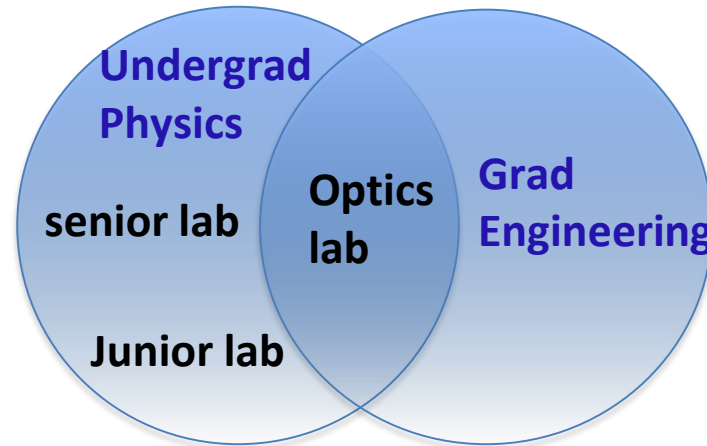 Undergrad
Physics
senior lab
Junior lab
Optics
lab
Grad
Engineering